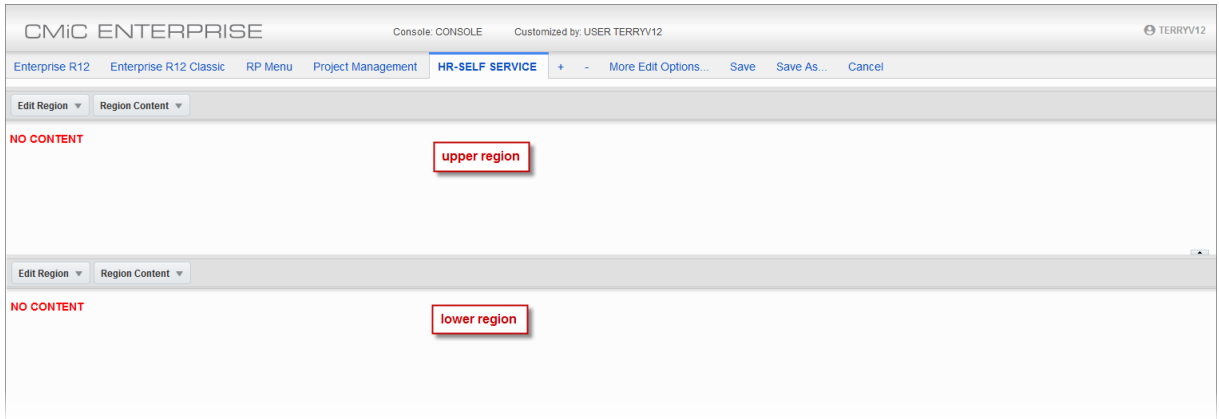 CMiC ENTERPRISE Console: CONSOLE Customized by: USER TERRYV12 TERRYV12
Enterprise R12 Enterprise R12 Classic RP Menu Project Management HR-SELF SERVICE + - More Edit Options... Save Save As... Cancel
Edit Region Region Content
NO CONTENT
upper region
Edit Region Region Content
NO CONTENT
lower region